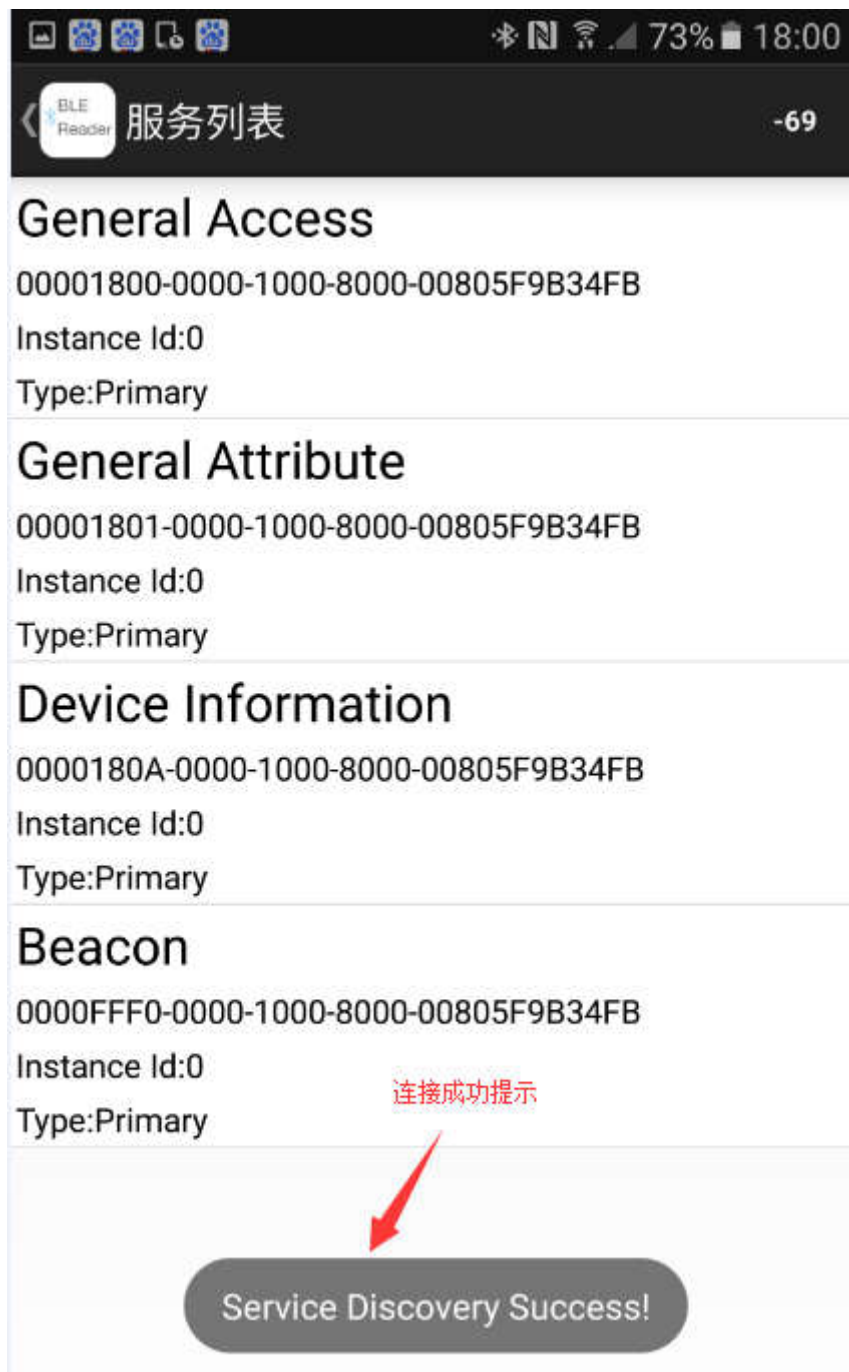 73% 18:00
BLE
Reader
服务列表
-69
General Access
00001800-0000-1000-8000-00805F9B34FB
Instance Id:0
Type:Primary
General Attribute
00001801-0000-1000-8000-00805F9B34FB
Instance Id:0
Type:Primary
Device Information
0000180A-0000-1000-8000-00805F9B34FB
Instance Id:0
Type:Primary
Beacon
0000FFF0-0000-1000-8000-00805F9B34FB
Instance Id:0
连接成功提示
Type:Primary
Service Discovery Success!